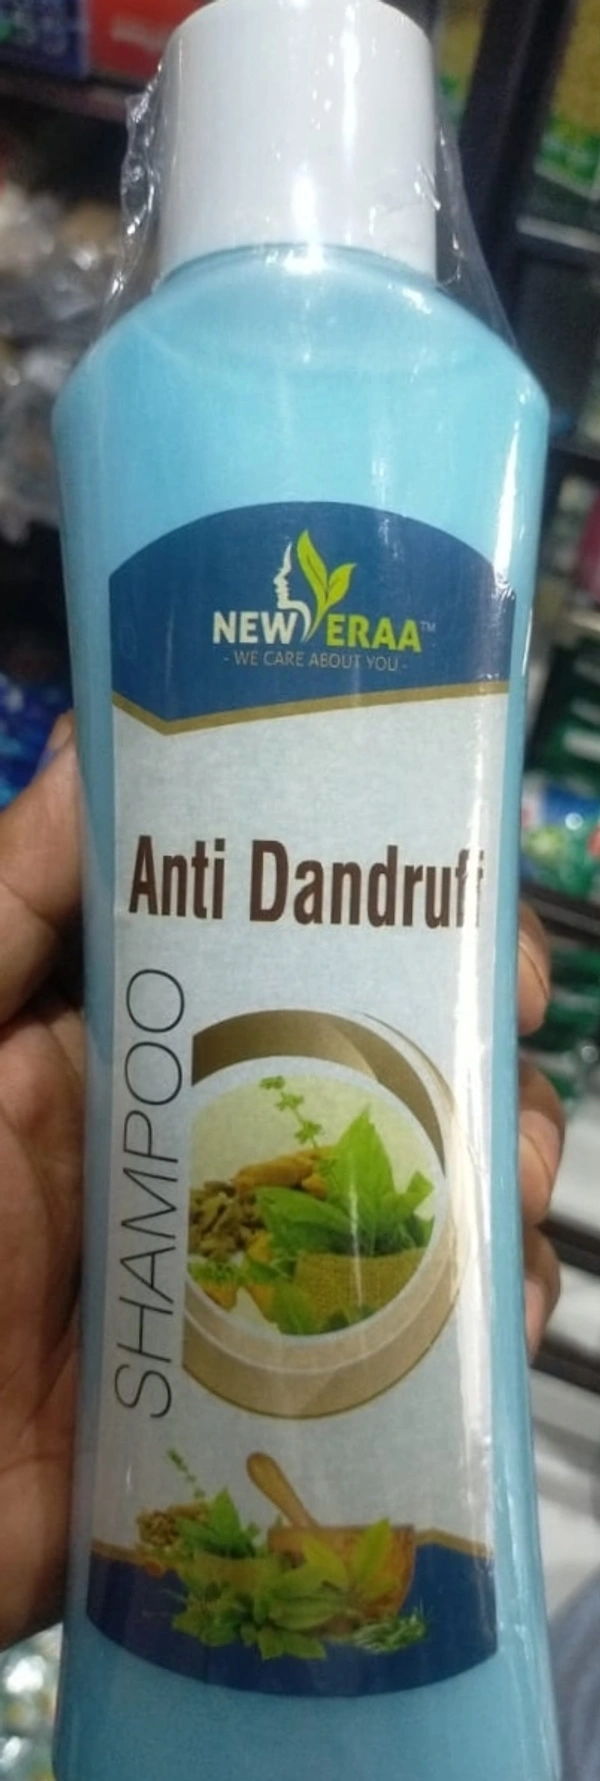 NEW ERAA™
- WE CARE ABOUT YOU -
Anti Dandruff
SHAMPOO